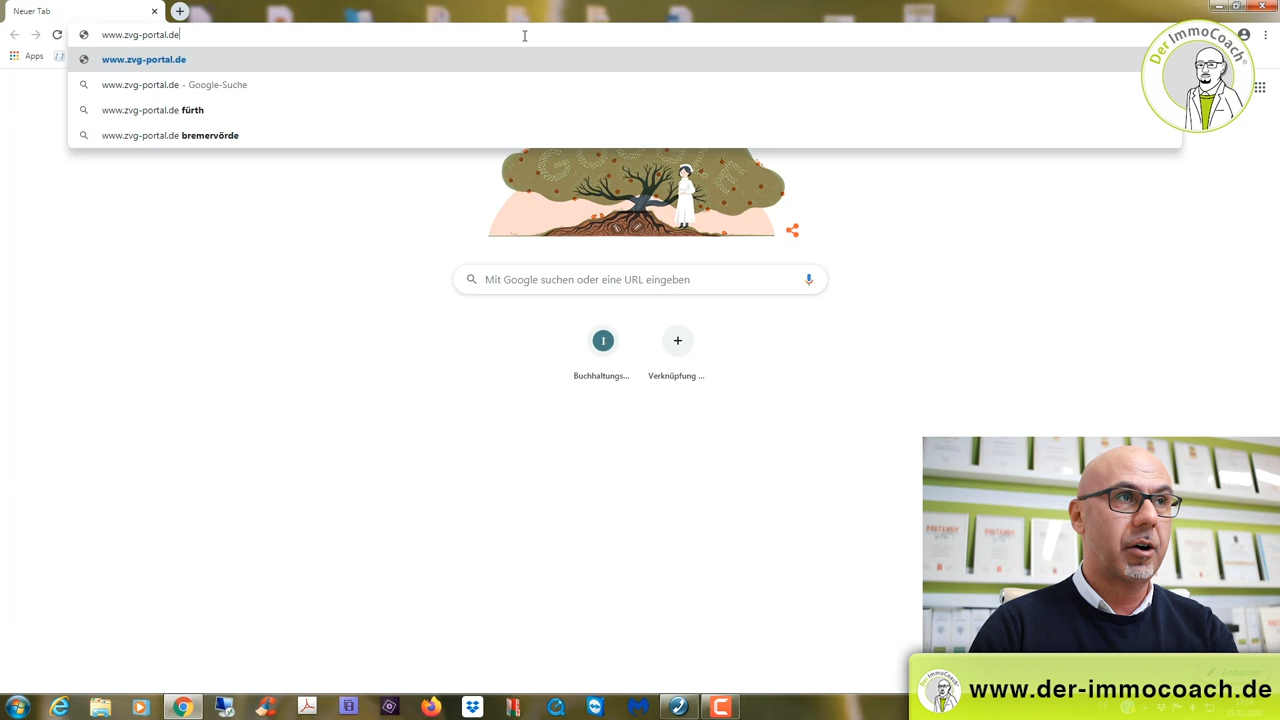 Neuer Tab
www.zvg-portal.de
Apps
www.zvg-portal.de
www.zvg-portal.de - Google-Suche
www.zvg-portal.de fürth
www.zvg-portal.de bremervörde
Der ImmoCoach®
Mit Google suchen oder eine URL eingeben
I
Buchhaltungs...
Verknüpfung ...
Anpassen
www.der-immocoach.de